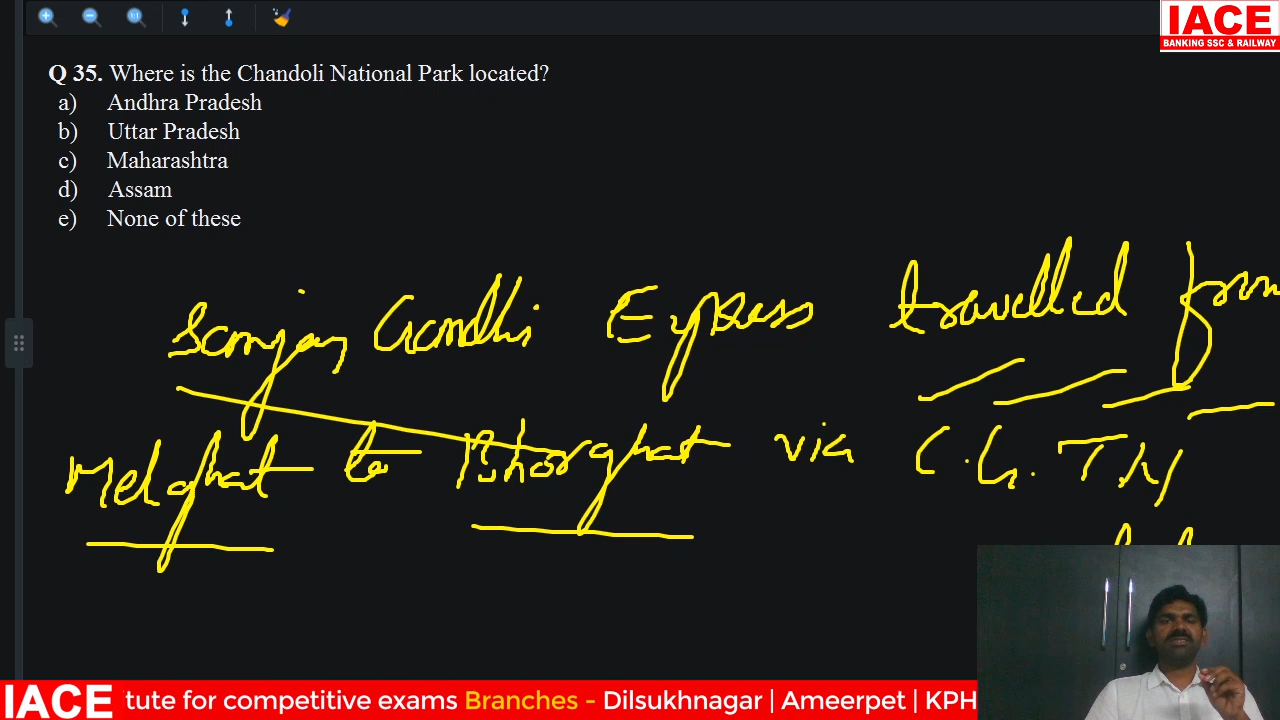 IACE
BANKING SSC & RAILWAY
Q 35. Where is the Chandoli National Park located?
a) Andhra Pradesh
b) Uttar Pradesh
c) Maharashtra
d) Assam
e) None of these
Sanjay Gandhi Express travelled from
Melghat to Bhorghat via C.G. T.N
IACE tute for competitive exams Branches - Dilsukhnagar | Ameerpet | KPH